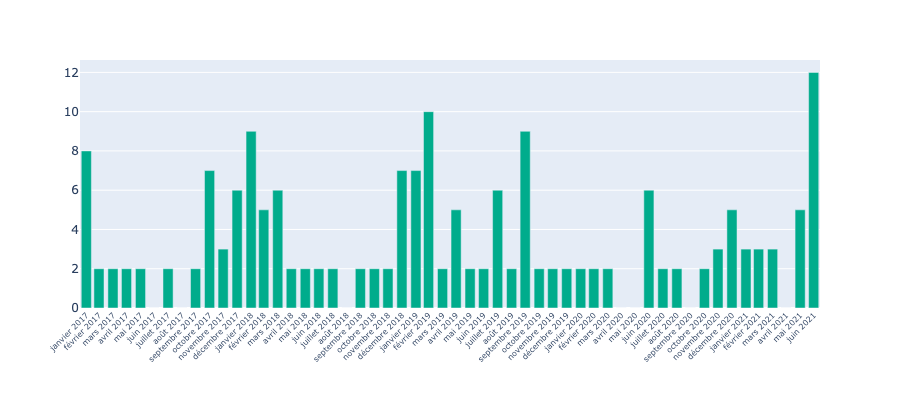 12
10
8
6
4
2
0
janvier 2017
février 2017
mars 2017
avril 2017
mai 2017
juin 2017
juillet 2017
août 2017
septembre 2017
octobre 2017
novembre 2017
décembre 2017
janvier 2018
février 2018
mars 2018
avril 2018
mai 2018
juin 2018
juillet 2018
août 2018
septembre 2018
octobre 2018
novembre 2018
décembre 2018
janvier 2019
février 2019
mars 2019
avril 2019
mai 2019
juin 2019
juillet 2019
août 2019
septembre 2019
octobre 2019
novembre 2019
décembre 2019
janvier 2020
février 2020
mars 2020
avril 2020
mai 2020
juin 2020
juillet 2020
août 2020
septembre 2020
octobre 2020
novembre 2020
décembre 2020
janvier 2021
février 2021
mars 2021
avril 2021
mai 2021
juin 2021